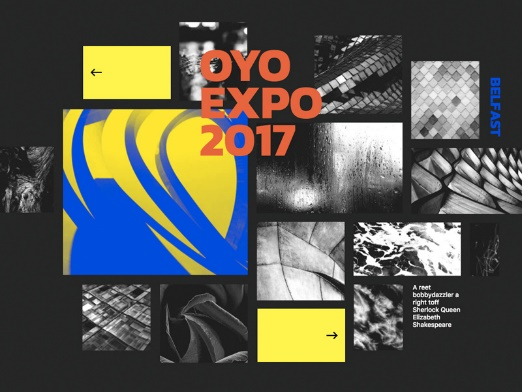 ←
OYO
EXPO
2017
BELFAST
A reet
bobbydazzler a
right toff
Sherlock Queen
Elizabeth
Shakespeare
→